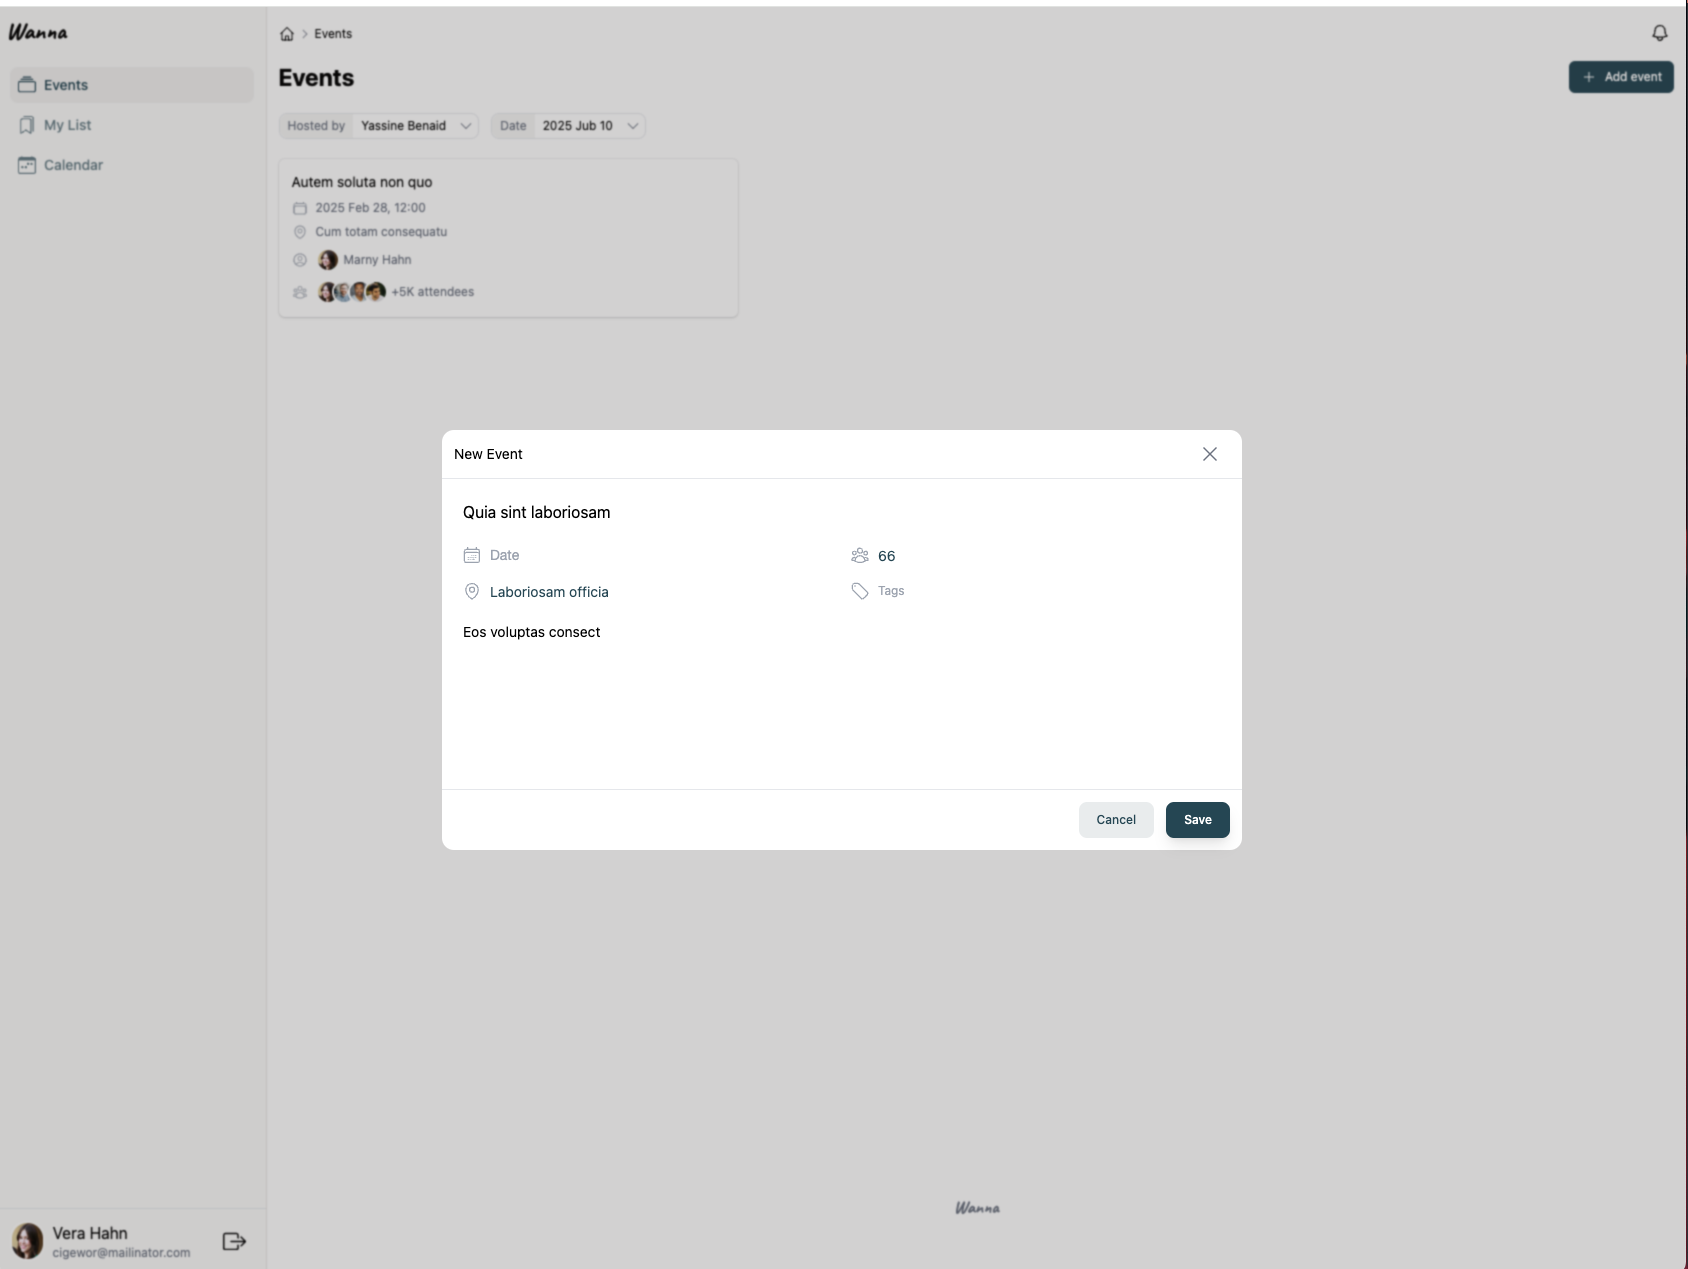 Wanna
Events
My List
Calendar
Events
Events
Add event
Hosted by Yassine Benaid
Date 2025 Jub 10
Autem soluta non quo
2025 Feb 28, 12:00
Cum totam consequatu
Marny Hahn
+5K attendees
New Event
Quia sint laboriosam
Date
66
Laboriosam officia
Tags
Eos voluptas consect
Cancel
Save
Wanna
Vera Hahn
cigewor@mailinator.com